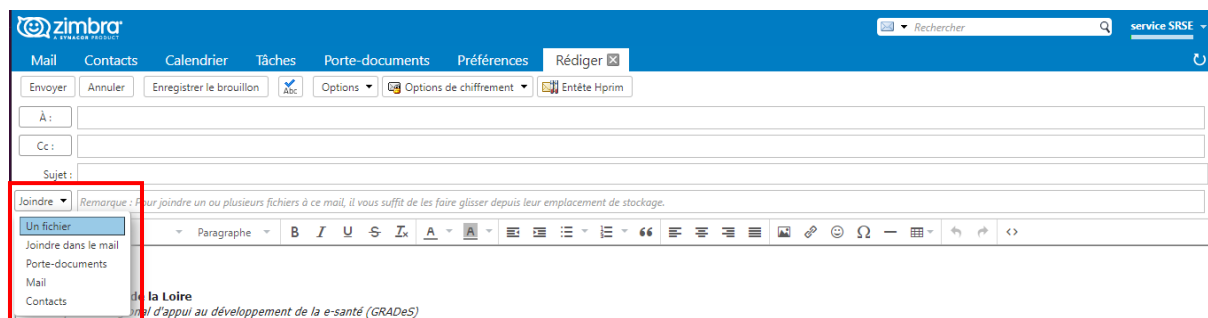 zimbra
A SYNACOR PRODUCT
Rechercher
service SRSE
Mail Contacts Calendrier Tâches Porte-documents Préférences Rédiger
Envoyer Annuler Enregistrer le brouillon Abc Options Options de chiffrement Entête Hprim
À :
Cc :
Sujet :
Joindre Remarque : Pour joindre un ou plusieurs fichiers à ce mail, il vous suffit de les faire glisser depuis leur emplacement de stockage.
Un fichier
Paragraphe B I U S Ix A A
Joindre dans le mail
Porte-documents
Mail
Contacts
de la Loire
nal d'appui au développement de la e-santé (GRADeS)